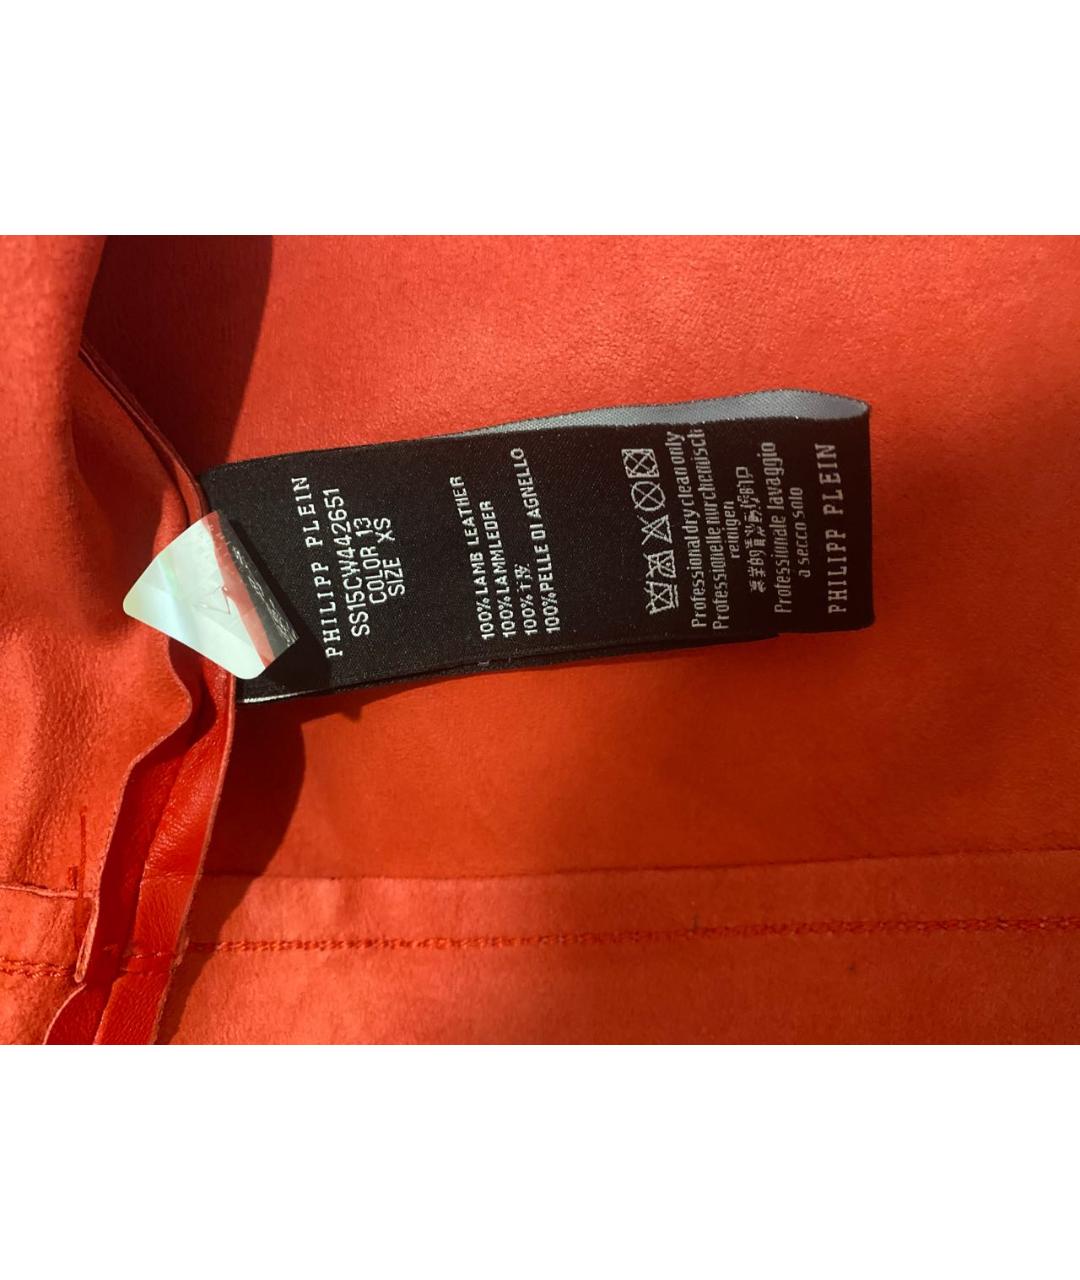 PHILIPP PLEIN
SS15CW442651
COLOR 13
SIZE XS
100% LAMB LEATHER
100% LAMMLEDER
100%
100% PELLE DI AGNELLO
Professional dry clean only
Professionelle nur chemisch
reinigen
Professionale lavaggio
a secco solo
PHILIPP PLEIN